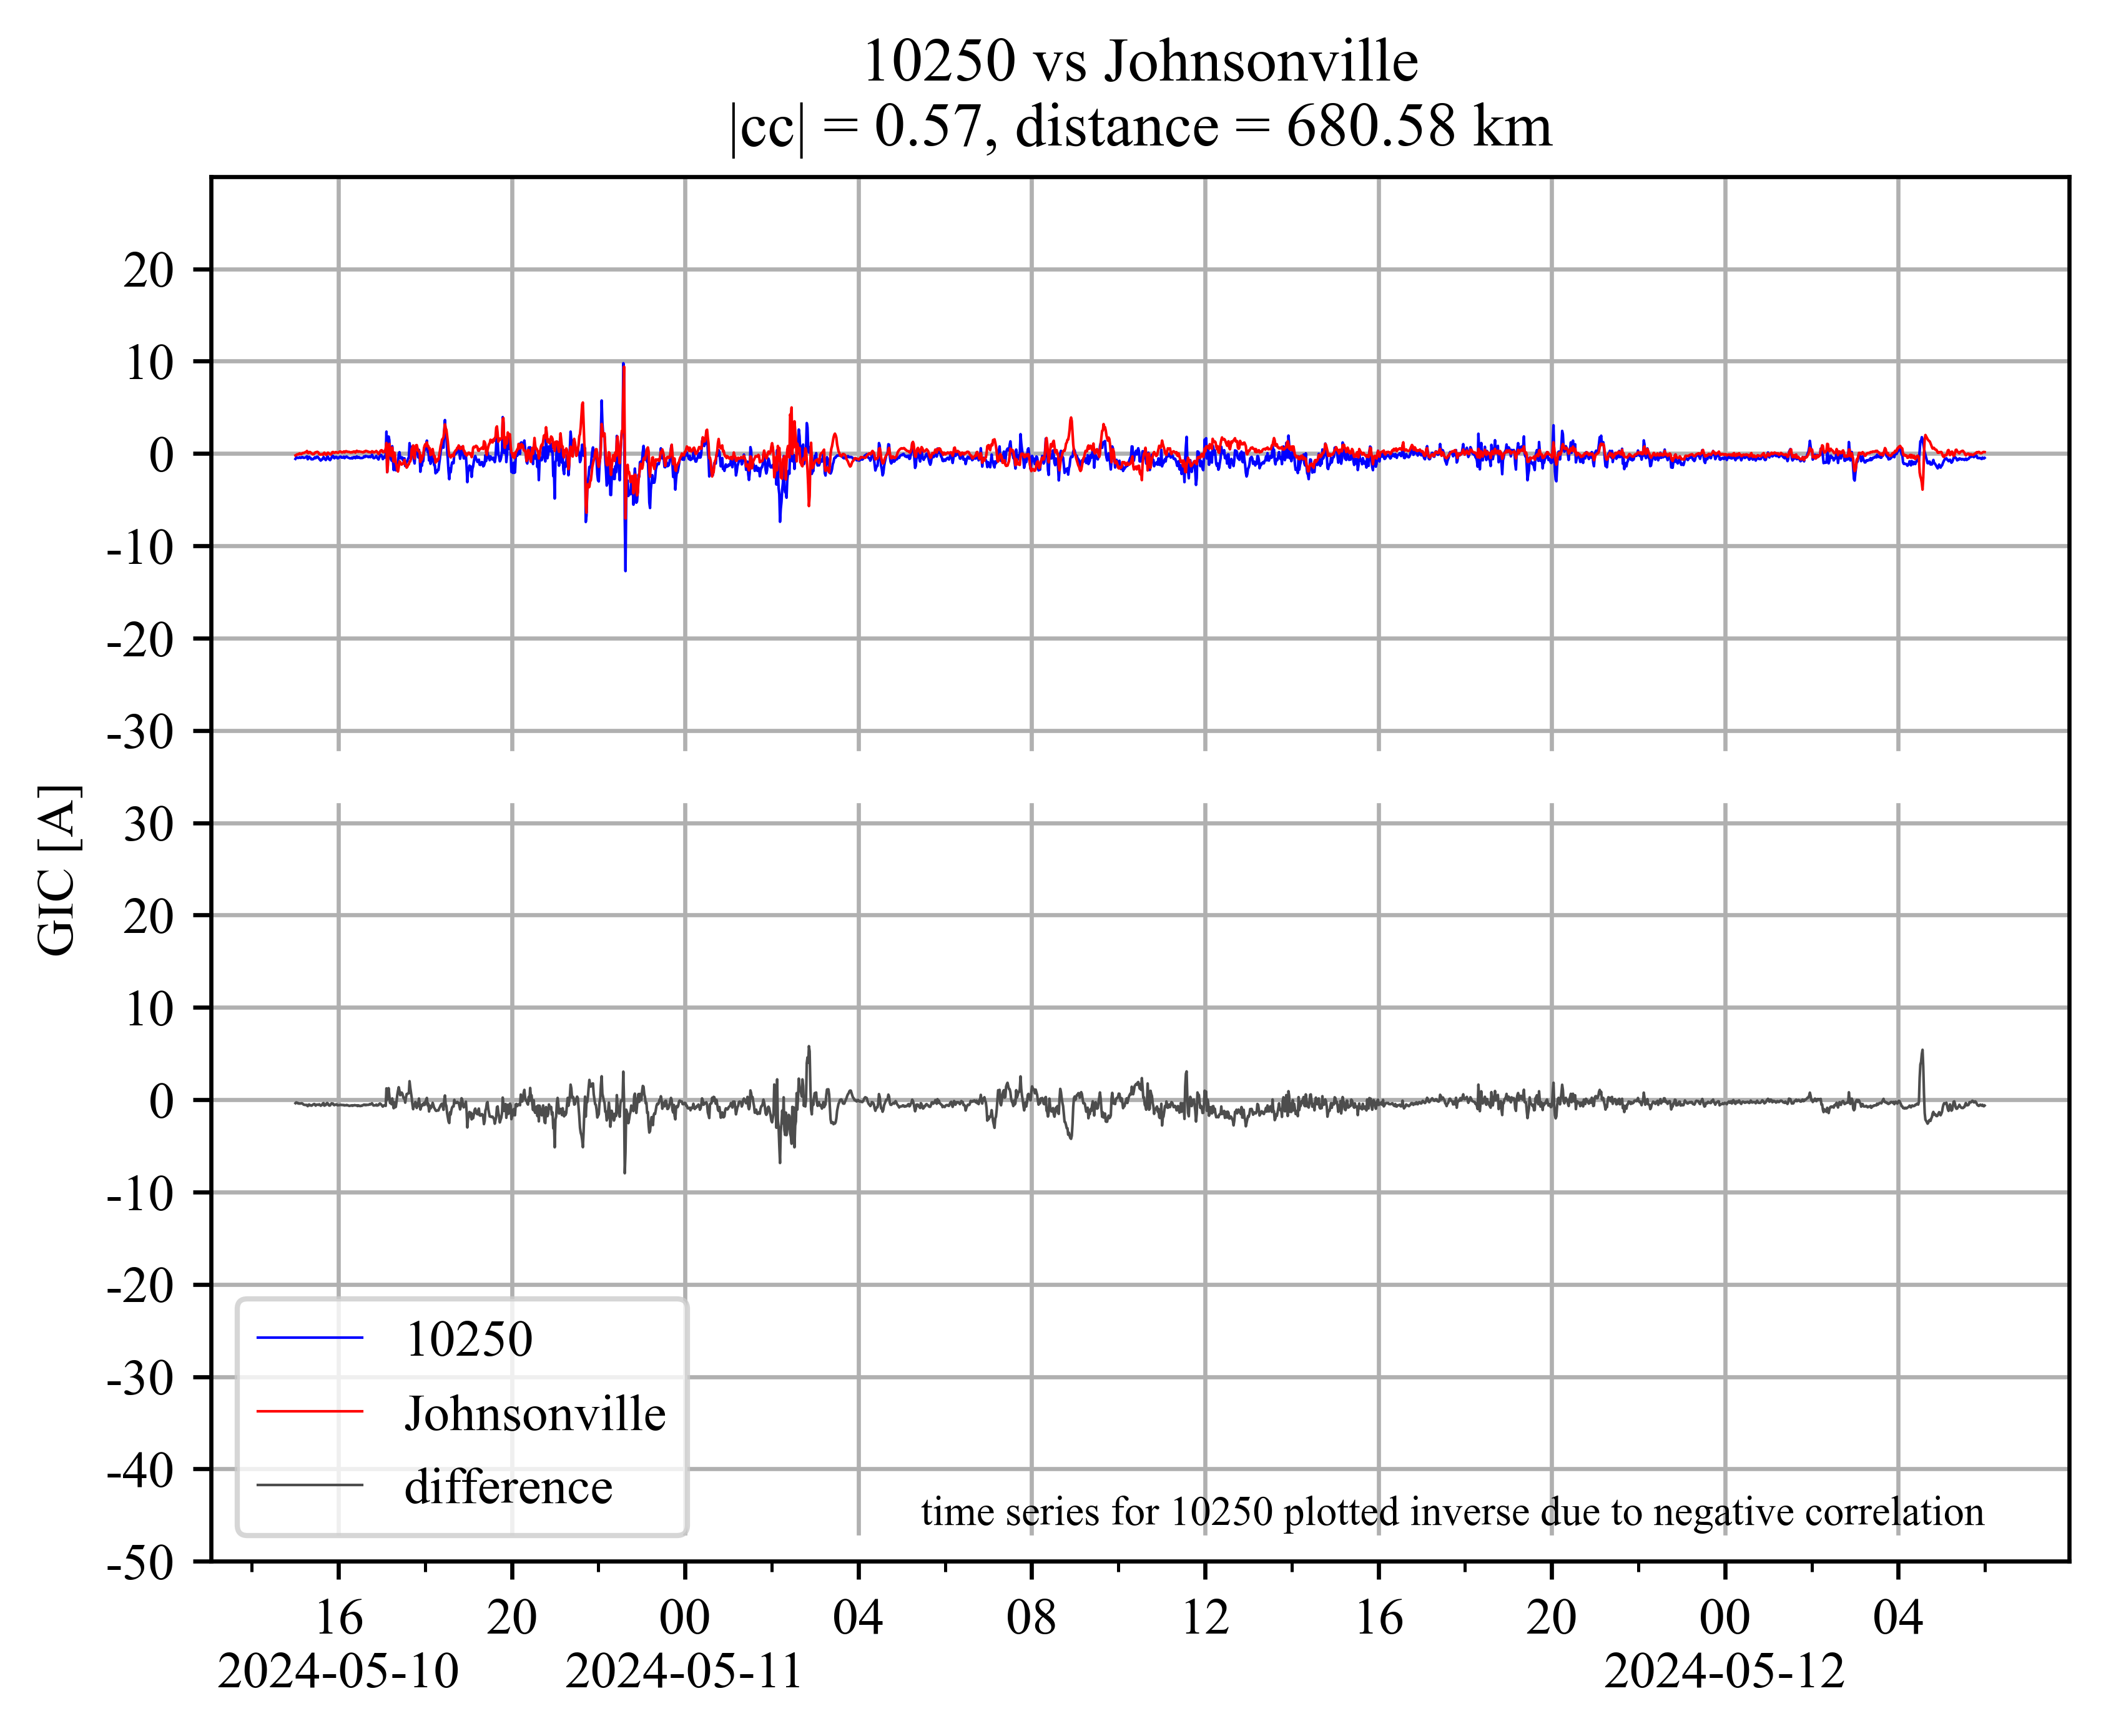 10250 vs Johnsonville
|cc| = 0.57, distance = 680.58 km
GIC [A]
20
10
0
-10
-20
-30
30
20
10
0
-10
-20
-30
-40
-50
10250
Johnsonville
difference
time series for 10250 plotted inverse due to negative correlation
16 20 00 04 08 12 16 20 00 04
2024-05-10 2024-05-11 2024-05-12